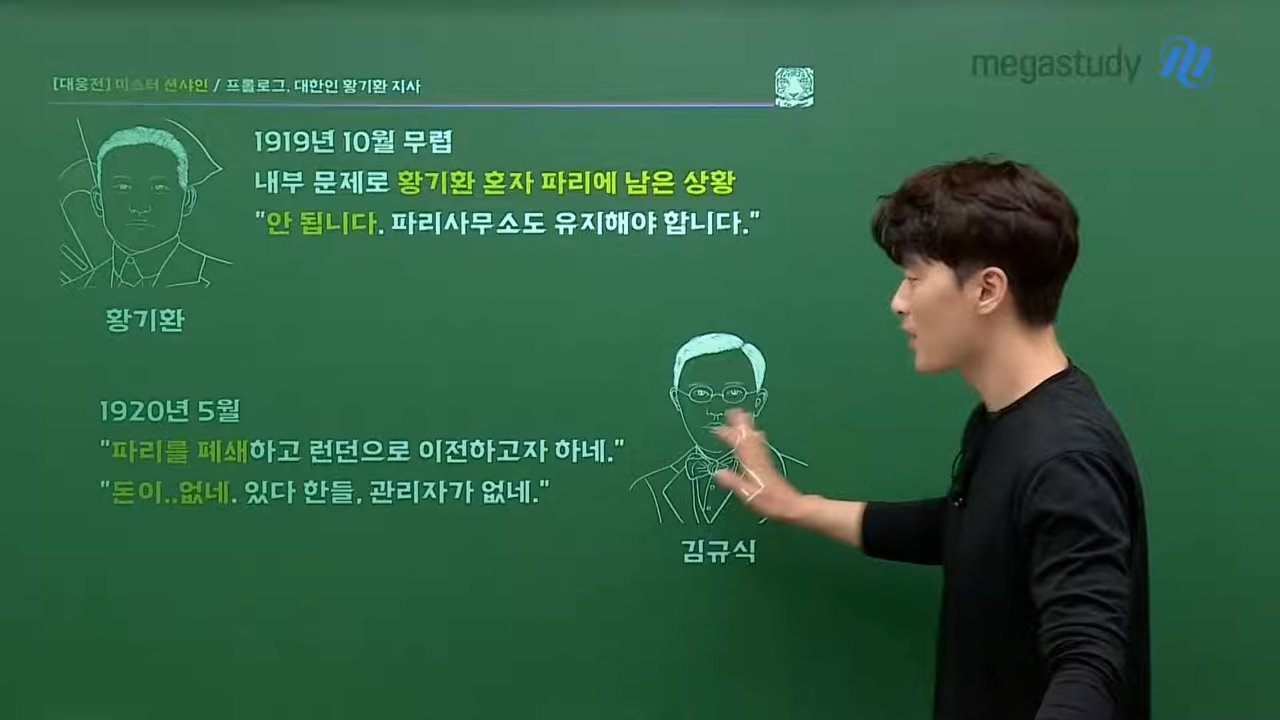 [대웅전] 미스터 션샤인 / 프롤로그, 대한인 황기환 지사
megastudy
1919년 10월 무렵
내부 문제로 황기환 혼자 파리에 남은 상황
"안 됩니다. 파리사무소도 유지해야 합니다."
황기환
1920년 5월
"파리를 폐쇄하고 런던으로 이전하고자 하네."
"돈이..없네. 있다 한들, 관리자가 없네."
김규식